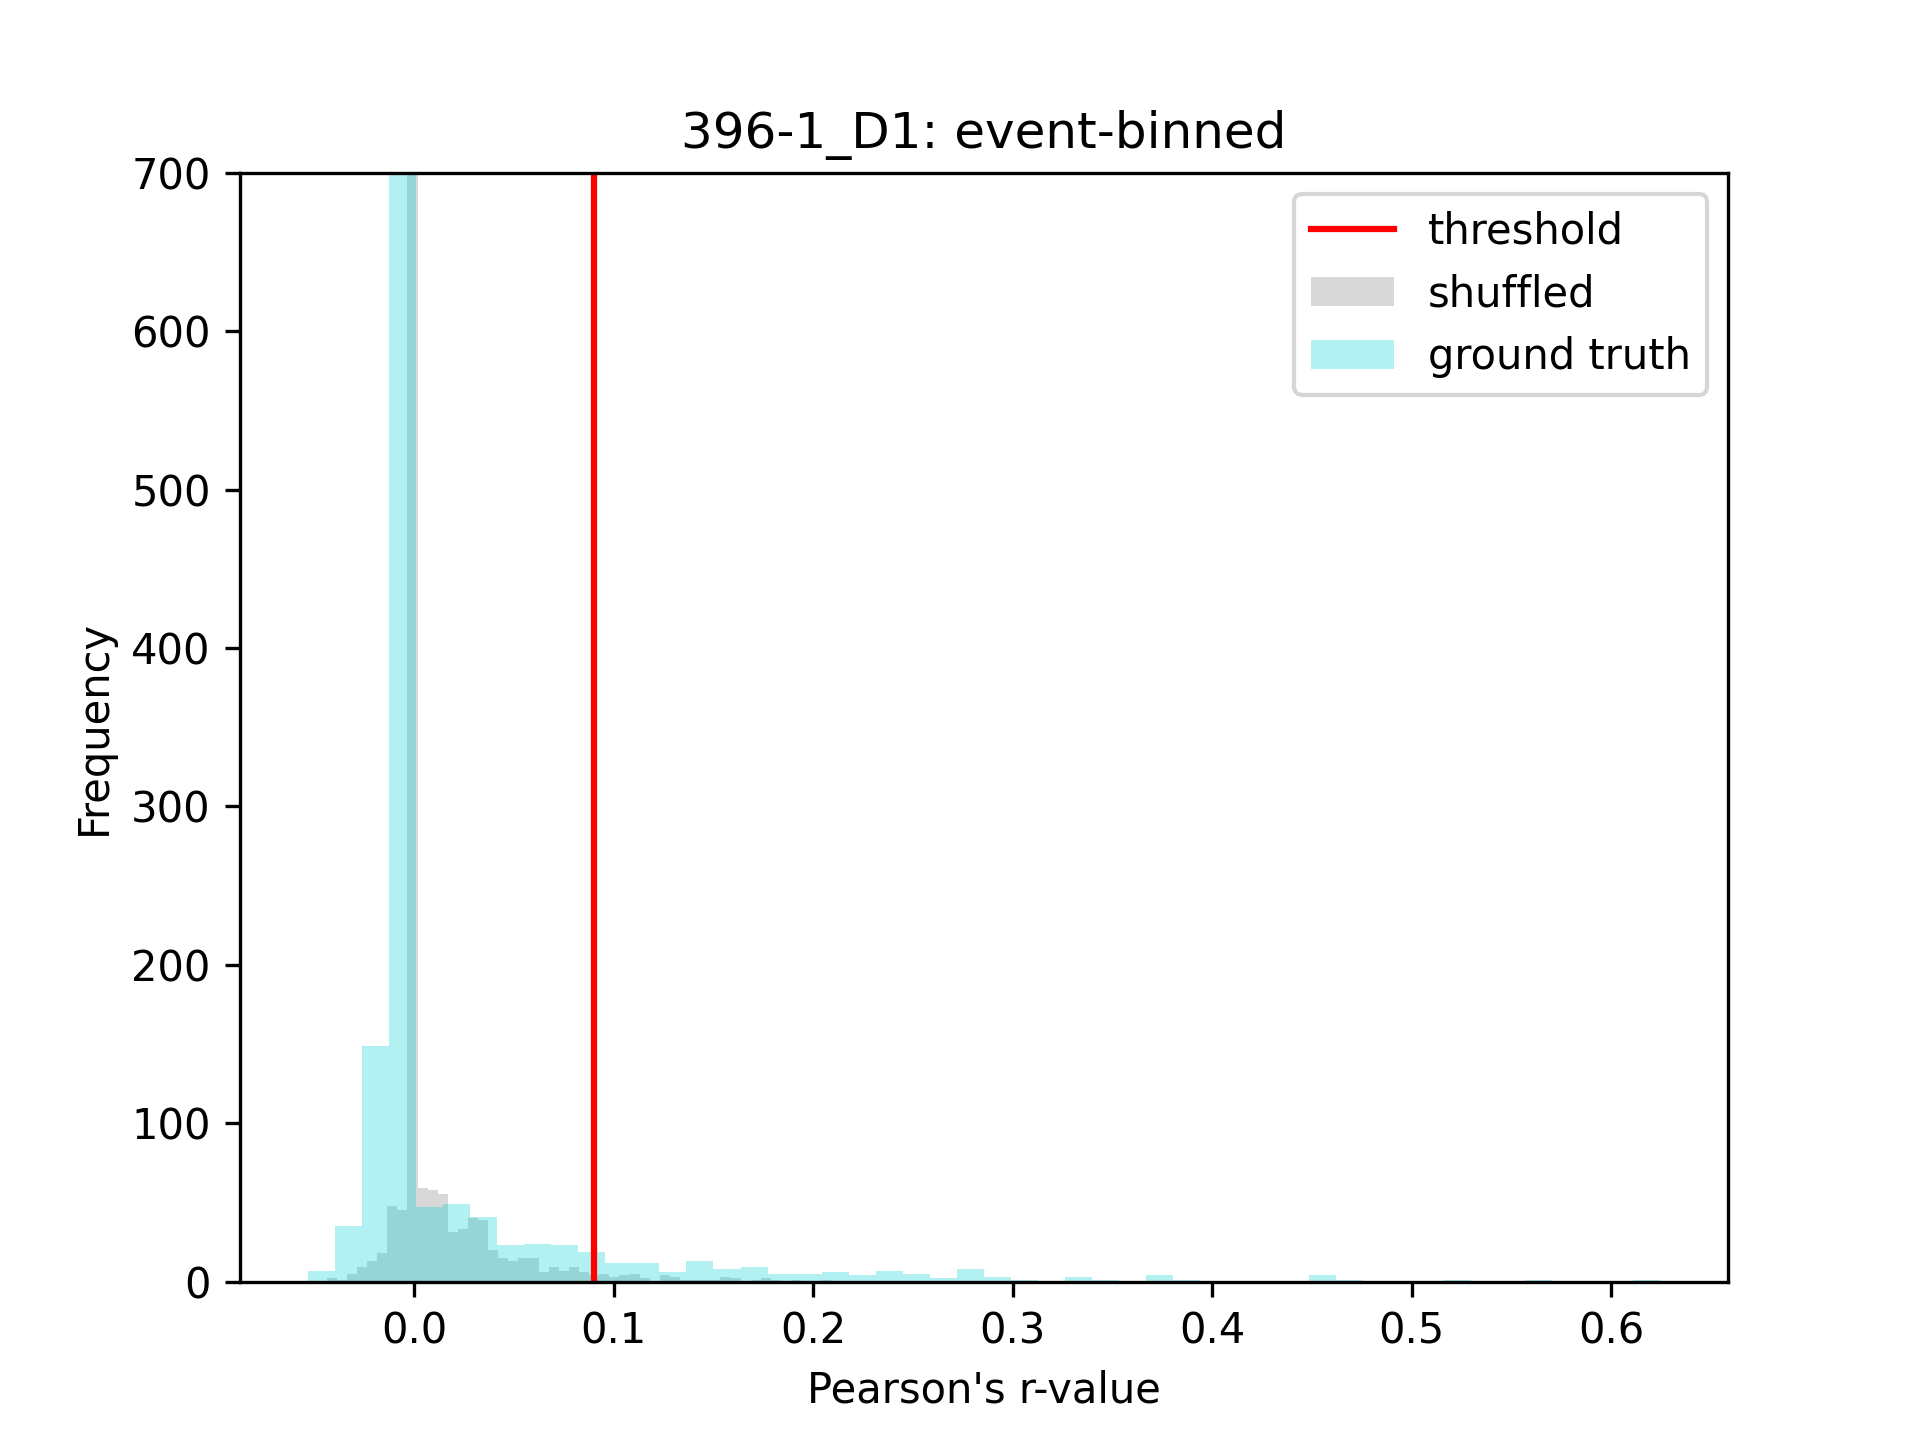 396-1_D1: event-binned
700
600
500
400
300
200
100
0
Frequency
threshold
shuffled
ground truth
0.0 0.1 0.2 0.3 0.4 0.5 0.6
Pearson's r-value